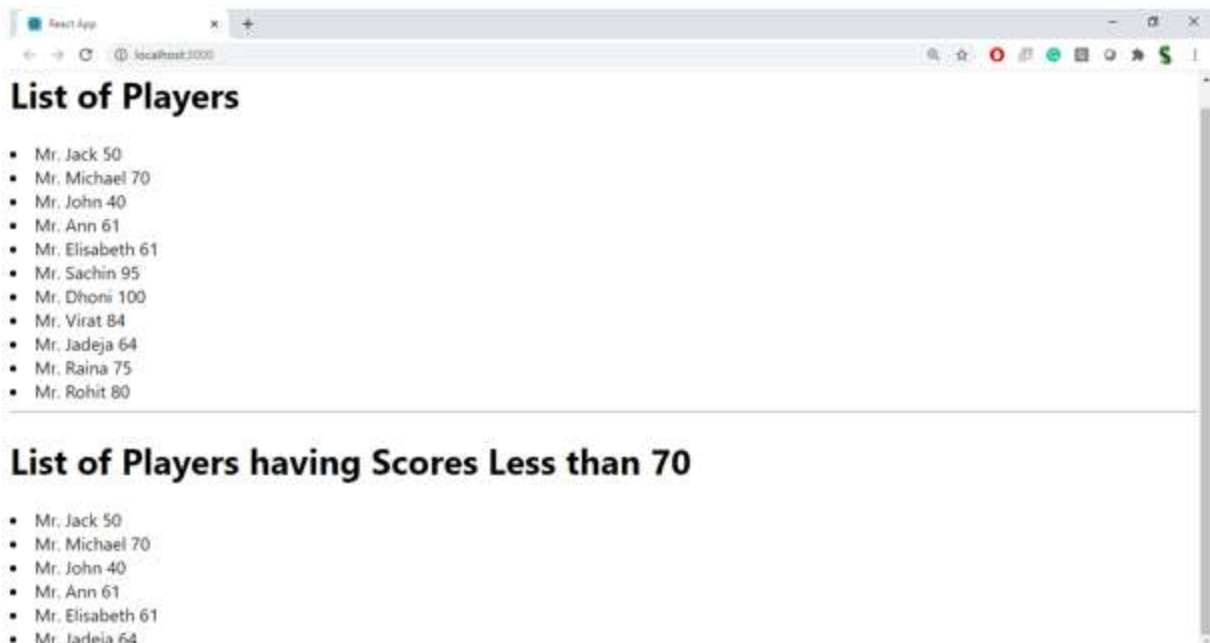 React App
localhost:3000
List of Players
• Mr. Jack 50
• Mr. Michael 70
• Mr. John 40
• Mr. Ann 61
• Mr. Elisabeth 61
• Mr. Sachin 95
• Mr. Dhoni 100
• Mr. Virat 84
• Mr. Jadeja 64
• Mr. Raina 75
• Mr. Rohit 80
List of Players having Scores Less than 70
• Mr. Jack 50
• Mr. Michael 70
• Mr. John 40
• Mr. Ann 61
• Mr. Elisabeth 61
• Mr. Jadeja 64